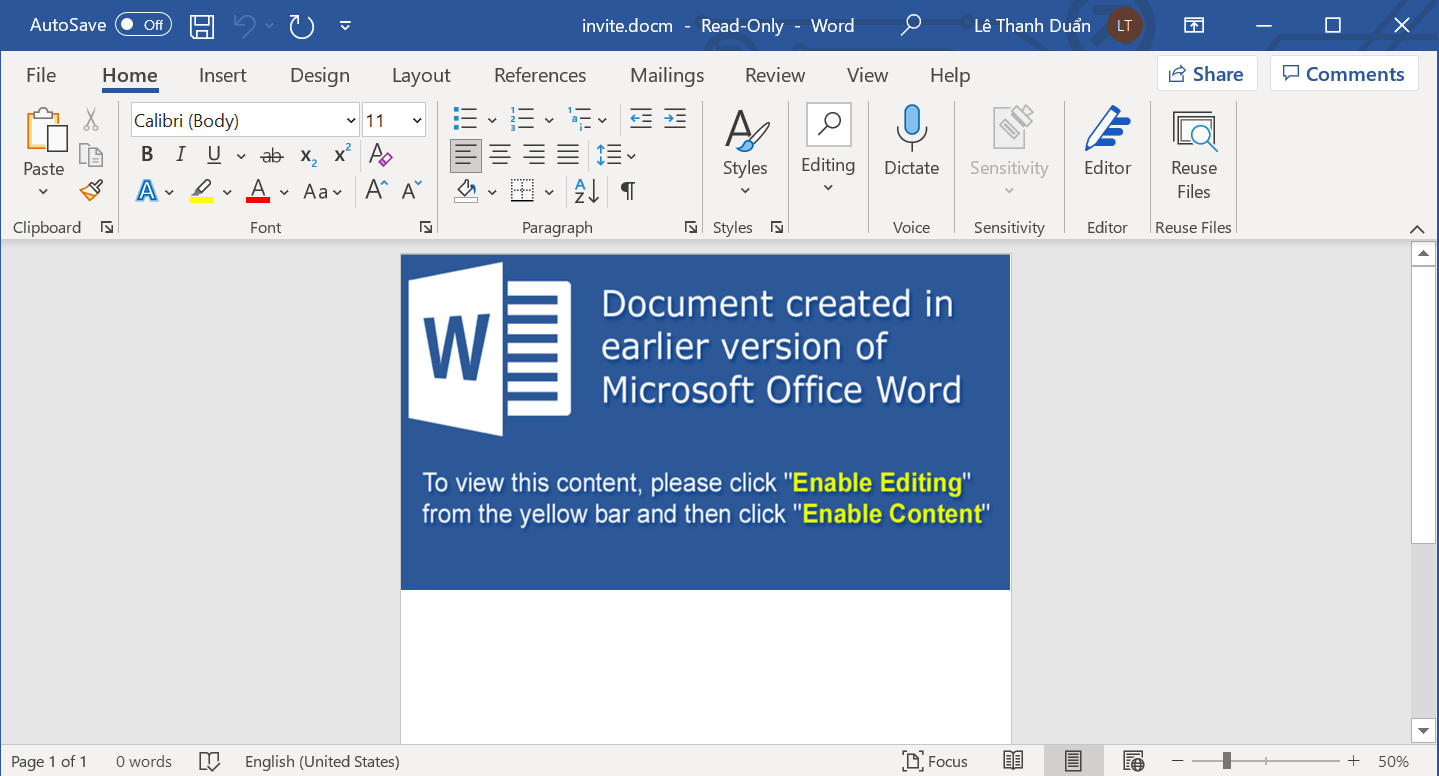 AutoSave Off invite.docm - Read-Only - Word Lê Thanh Duẩn LT
File Home Insert Design Layout References Mailings Review View Help Share Comments
Calibri (Body) 11
Paste
B I U ab x2 x2 A
A A Aa A A
Styles
Editing
Dictate
Sensitivity
Editor
Reuse
Files
Clipboard Font Paragraph Styles Voice Sensitivity Editor Reuse Files
W
Document created in
earlier version of
Microsoft Office Word
To view this content, please click "Enable Editing"
from the yellow bar and then click "Enable Content"
Page 1 of 1 0 words English (United States) Focus 50%